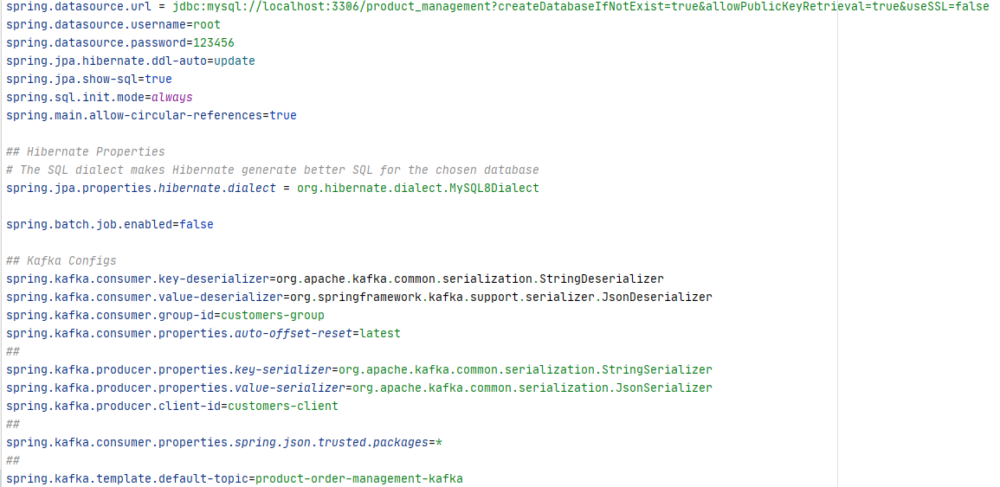 spring.datasource.url = jdbc:mysql://localhost:3306/product_management?createDatabaseIfNotExist=true&allowPublicKeyRetrieval=true&useSSL=false
spring.datasource.username=root
spring.datasource.password=123456
spring.jpa.hibernate.ddl-auto=update
spring.jpa.show-sql=true
spring.sql.init.mode=always
spring.main.allow-circular-references=true
## Hibernate Properties
# The SQL dialect makes Hibernate generate better SQL for the chosen database
spring.jpa.properties.hibernate.dialect = org.hibernate.dialect.MySQL8Dialect
spring.batch.job.enabled=false
## Kafka Configs
spring.kafka.consumer.key-deserializer=org.apache.kafka.common.serialization.StringDeserializer
spring.kafka.consumer.value-deserializer=org.springframework.kafka.support.serializer.JsonDeserializer
spring.kafka.consumer.group-id=customers-group
spring.kafka.consumer.properties.auto-offset-reset=latest
##
spring.kafka.producer.properties.key-serializer=org.apache.kafka.common.serialization.StringSerializer
spring.kafka.producer.properties.value-serializer=org.apache.kafka.common.serialization.JsonSerializer
spring.kafka.producer.client-id=customers-client
##
spring.kafka.consumer.properties.spring.json.trusted.packages=*
##
spring.kafka.template.default-topic=product-order-management-kafka